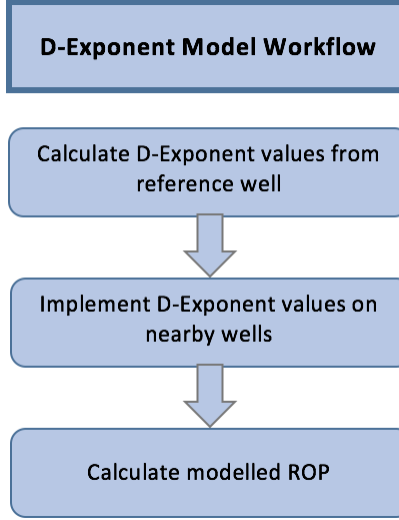 D-Exponent Model Workflow
Calculate D-Exponent values from
reference well
Implement D-Exponent values on
nearby wells
Calculate modelled ROP